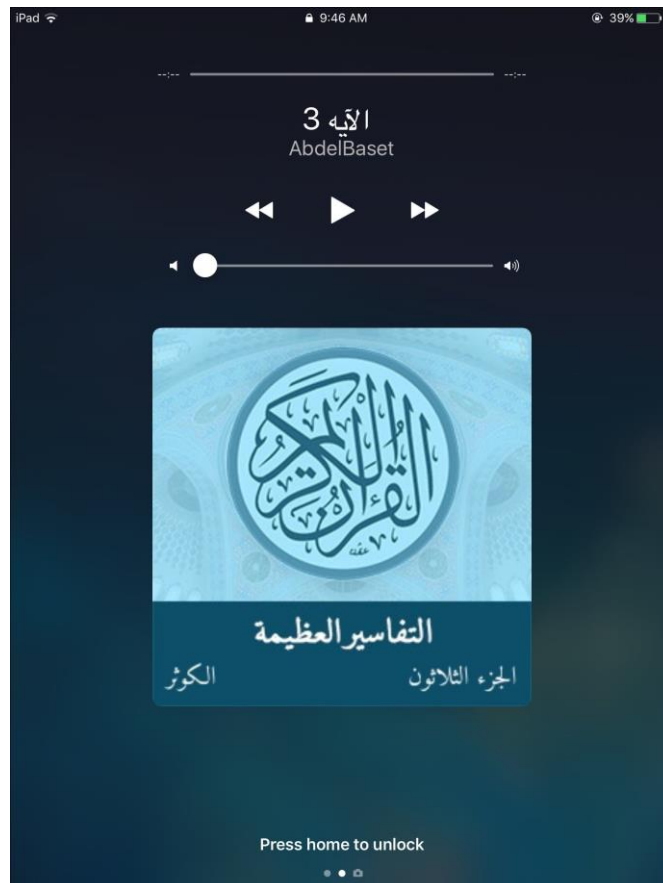 iPad 9:46 AM 39%
--:-- --:--
الآيه 3
AbdelBaset
القرآن الكريم
التفاسير العظيمة
الجزء الثلاثون الكوثر
Press home to unlock